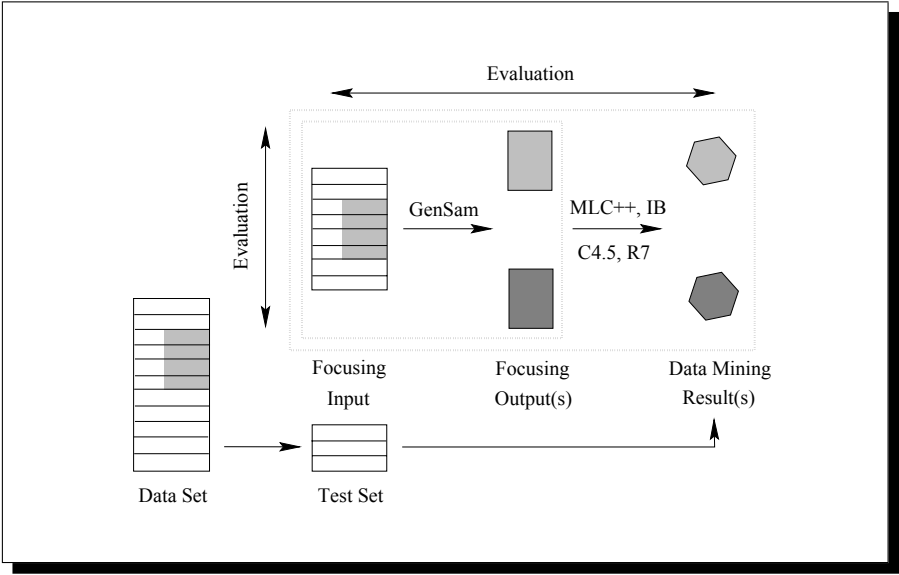 Evaluation
Evaluation
GenSam
MLC++, IB
C4.5, R7
Focusing
Input
Focusing
Output(s)
Data Mining
Result(s)
Data Set
Test Set